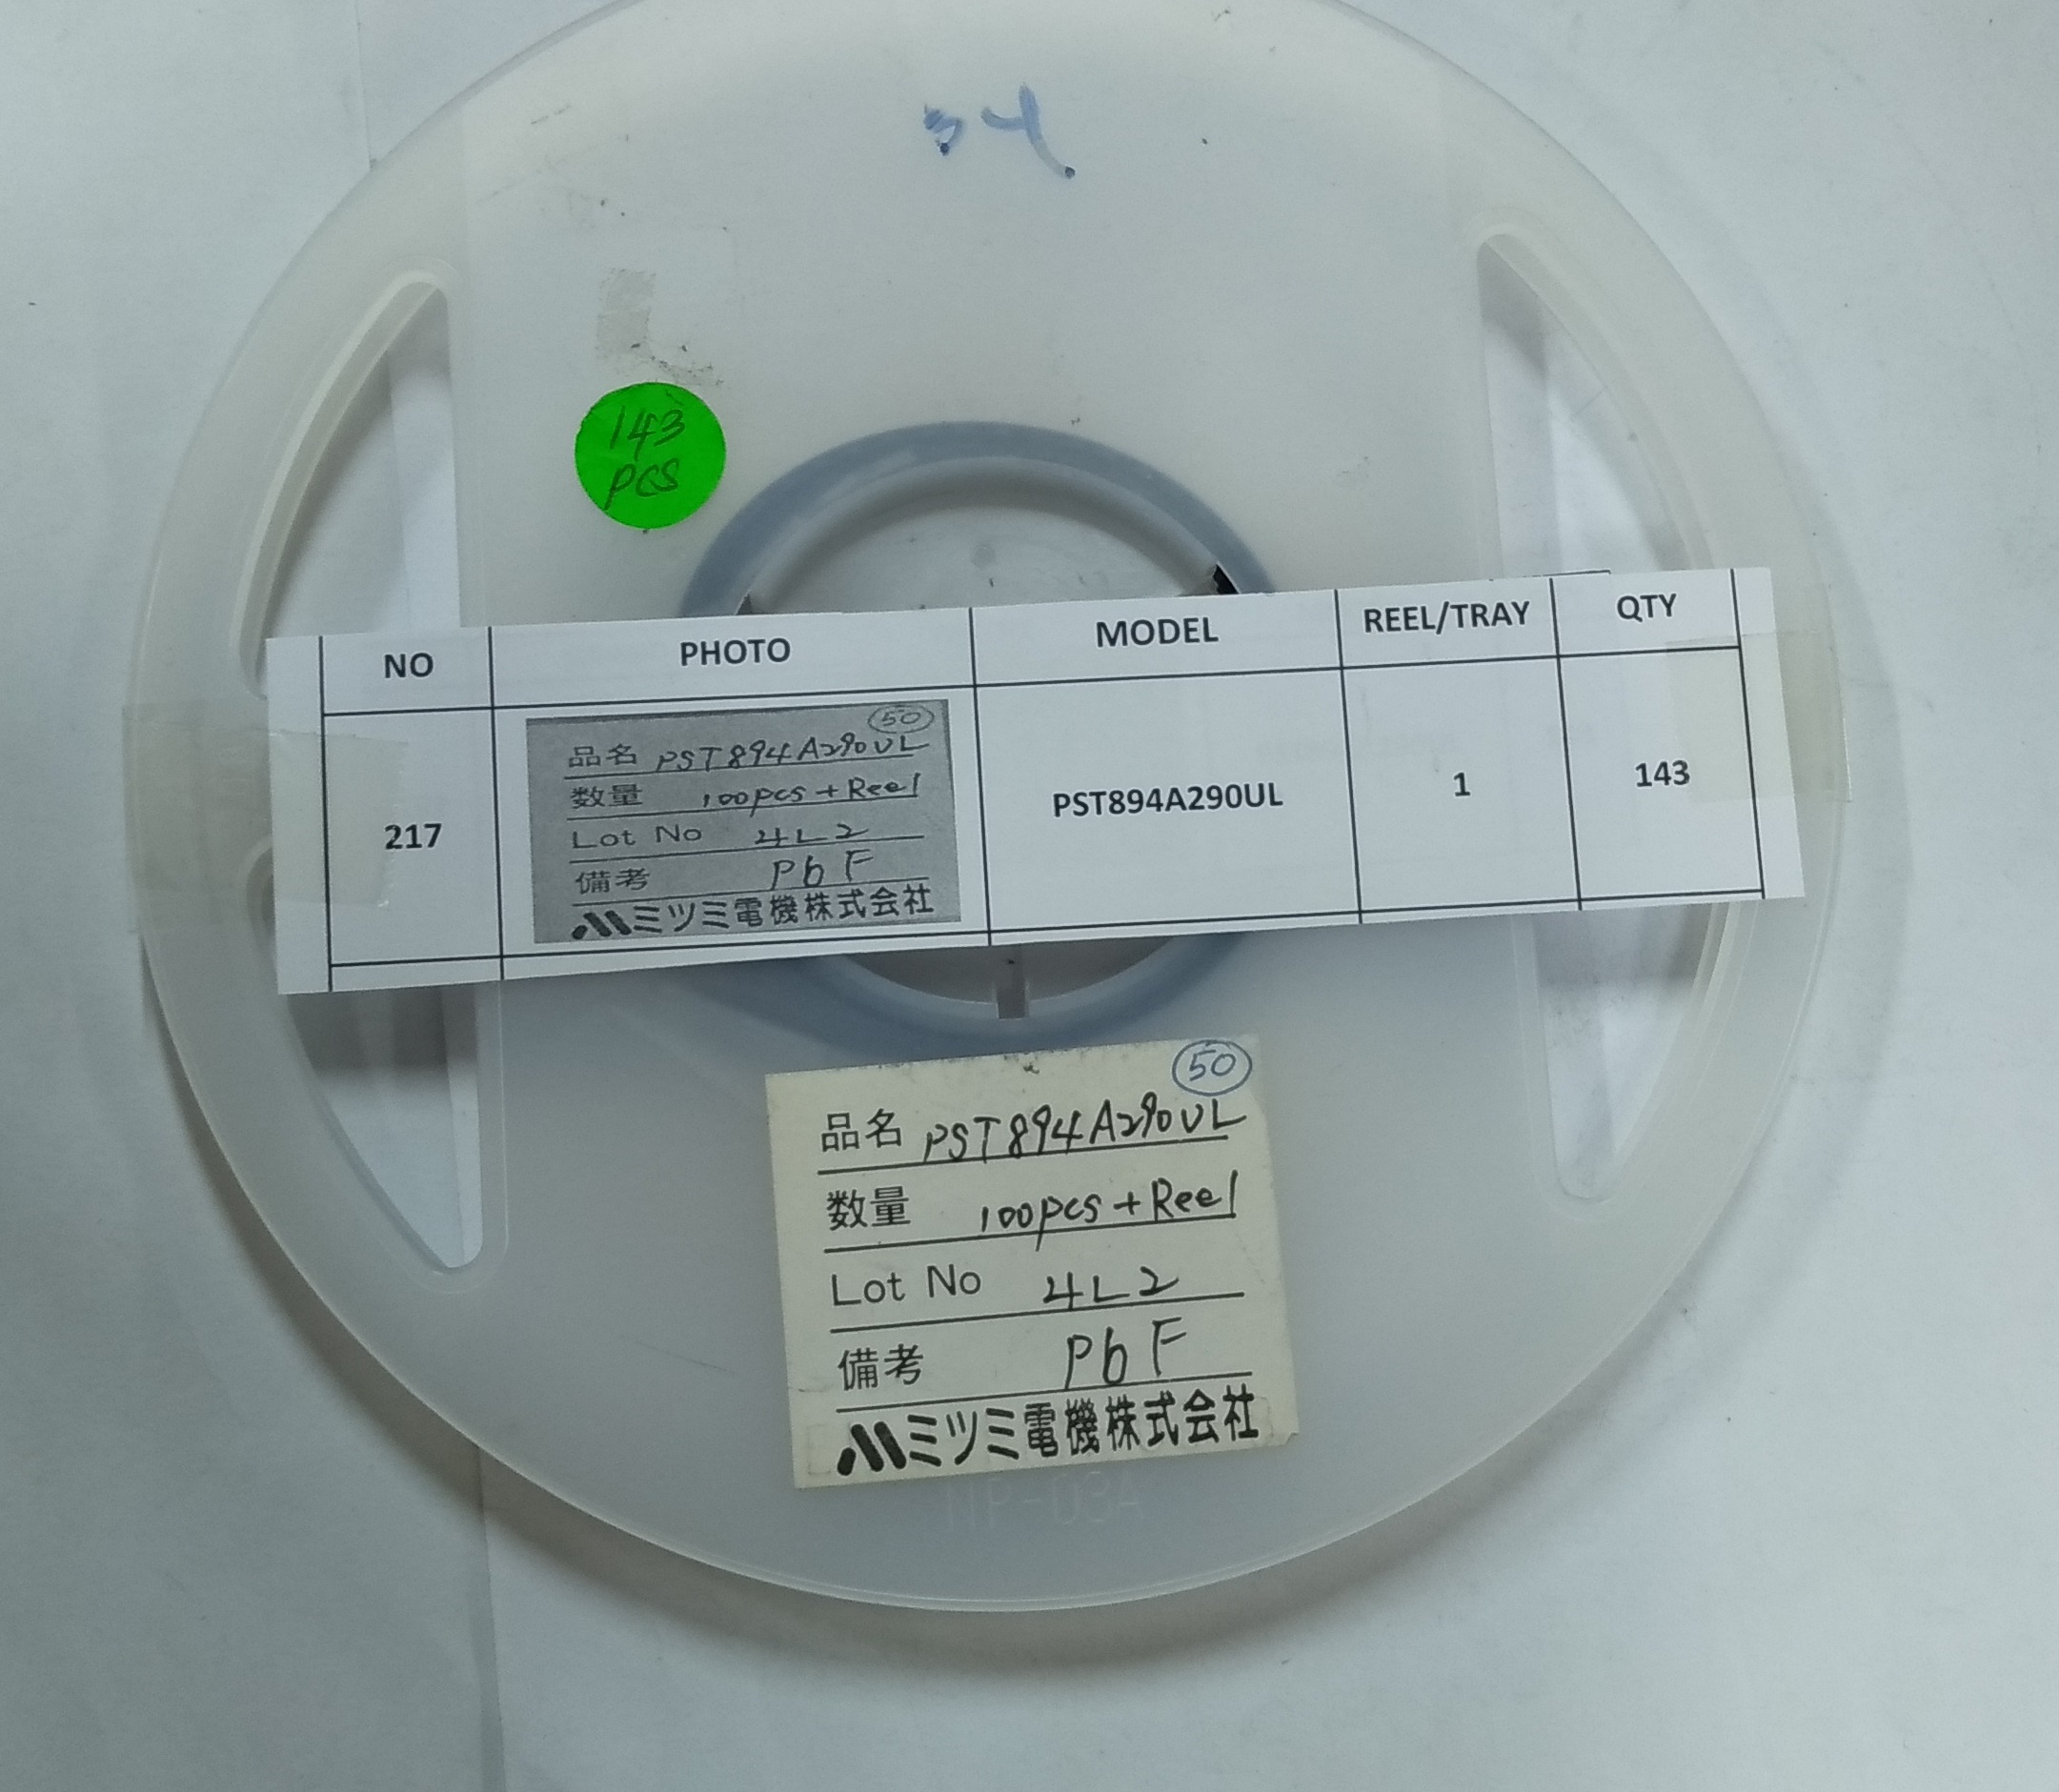 34
143
PCS
NO PHOTO MODEL REEL/TRAY QTY
217 PST894A290UL 1 143
50
品名 PST894A290UL
数量 100pcs+Reel
Lot No 4L2
備考 PbF
ミツミ電機株式会社
50
品名 PST894A290UL
数量 100pcs+Reel
Lot No 4L2
備考 PbF
ミツミ電機株式会社